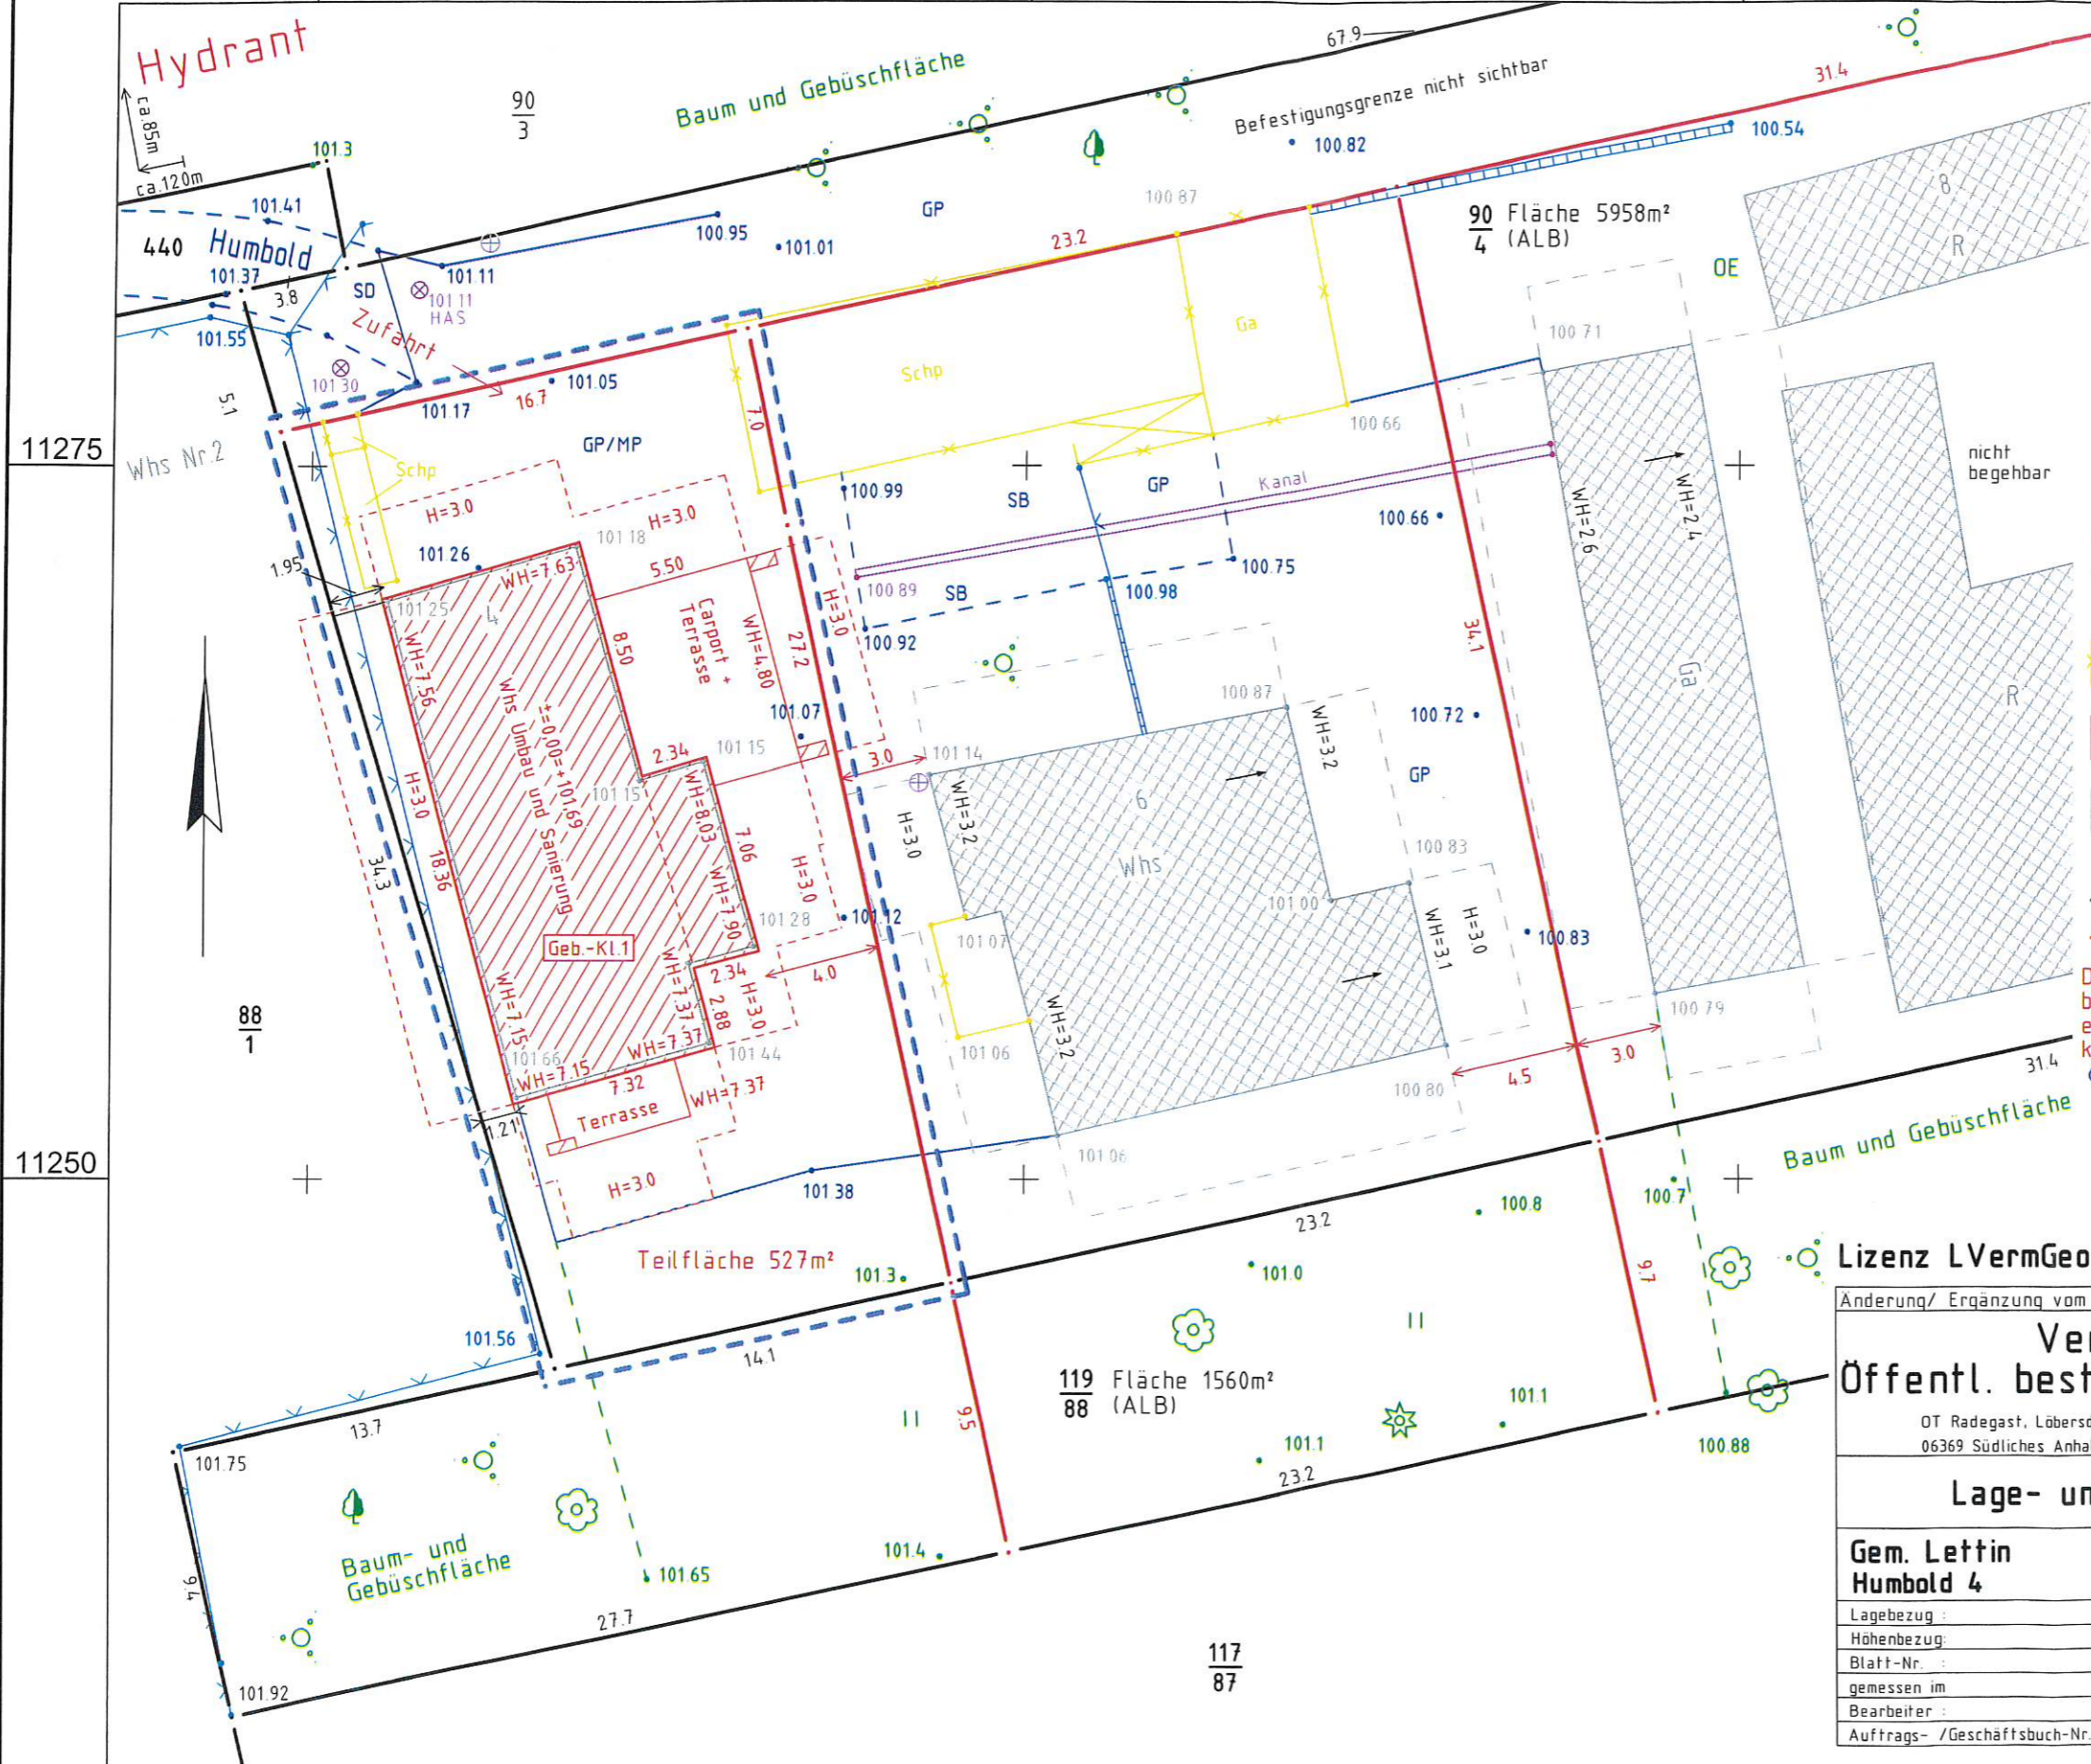 Hydrant
ca.85m
ca.120m
90
3
Baum und Gebüschfläche
67.9
Befestigungsgrenze nicht sichtbar
31.4
101.3
101.41
440
Humbold
101.37
3.8
101.55
SD
101.11
101 11
HAS
Zufahrt
101 30
100.95
101.01
GP
100 87
100.82
100.54
23.2
90
4
Fläche 5958m²
(ALB)
OE
8
R
5.1
101.17
16.7
101.05
7.0
Schp
Ga
100 71
100 66
11275
Whs Nr.2
Schp
GP/MP
H=3.0
H=3.0
101 18
100.99
SB
GP
Kanal
100.66
WH=2.6
WH=2.4
nicht
begehbar
1.95
101.26
WH=7.63
5.50
101 25
4
100 89
SB
100.98
100.75
100.92
WH=7.56
8.50
Carport +
Terrasse
WH=4.80
H=3.0
27.2
34.1
Ga
R
Whs Umbau und Sanierung
+=0,00=+101,69
101.07
100 87
100.72
2.34
101 15
3.0
101 14
WH=3.2
GP
H=3.0
101 15
WH=8.03
7.06
H=3.0
WH=3.2
6
Whs
100 83
34.3
18.36
H=3.0
WH=7.90
101 28
101.12
101 00
WH=3.1
H=3.0
100.83
Geb.-Kl.1
101 07
2.34
4.0
WH=7.37
2.88
H=3.0
WH=3.2
100 79
88
1
WH=7.15
101 66
WH=7.15
WH=7.37
101 44
101 06
3.0
4.5
100 80
31.4
7.32
WH=7.37
Terrasse
1.21
11250
H=3.0
101.38
101 06
Baum und Gebüschfläche
100.7
100.8
23.2
Teilfläche 527m²
101.3
101.0
9.7
101.56
14.1
119
88
Fläche 1560m²
(ALB)
101.1
9.5
13.7
101.75
101.1
23.2
100.88
Baum- und
Gebüschfläche
101.65
101.4
9.4
27.7
101.92
117
87
Lizenz LVermGeo
Änderung/ Ergänzung vom
Ver
Öffentl. best
OT Radegast, Löbersd
06369 Südliches Anha
Lage- un
Gem. Lettin
Humbold 4
Lagebezug :
Höhenbezug:
Blatt-Nr. :
gemessen im
Bearbeiter :
Auftrags- /Geschäftsbuch-Nr.